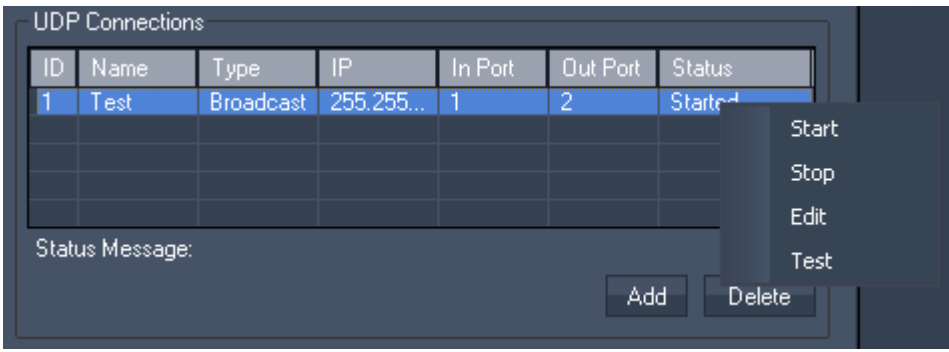 UDP Connections
ID Name Type IP In Port Out Port Status
1 Test Broadcast 255.255... 1 2 Started
Start
Stop
Edit
Status Message:
Test
Add Delete